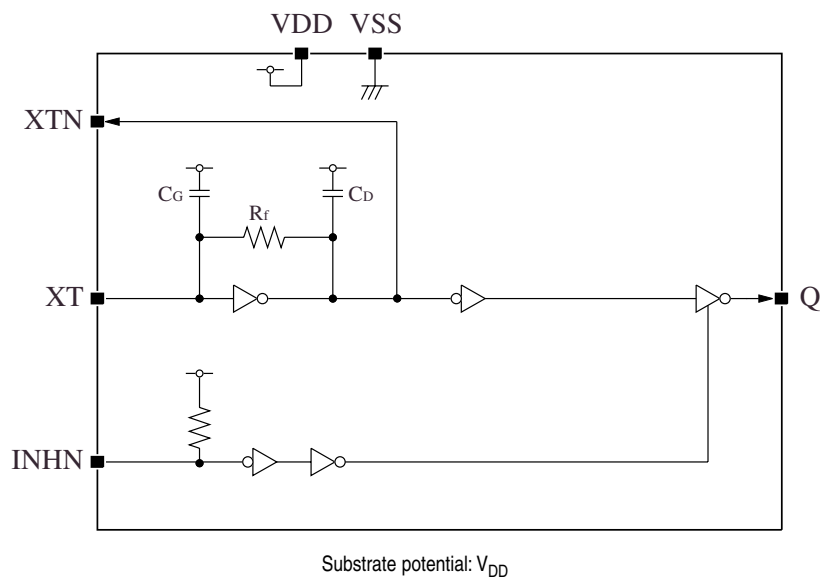 VDD VSS
XTN
CG CD
Rf
XT Q
INHN
Substrate potential: VDD